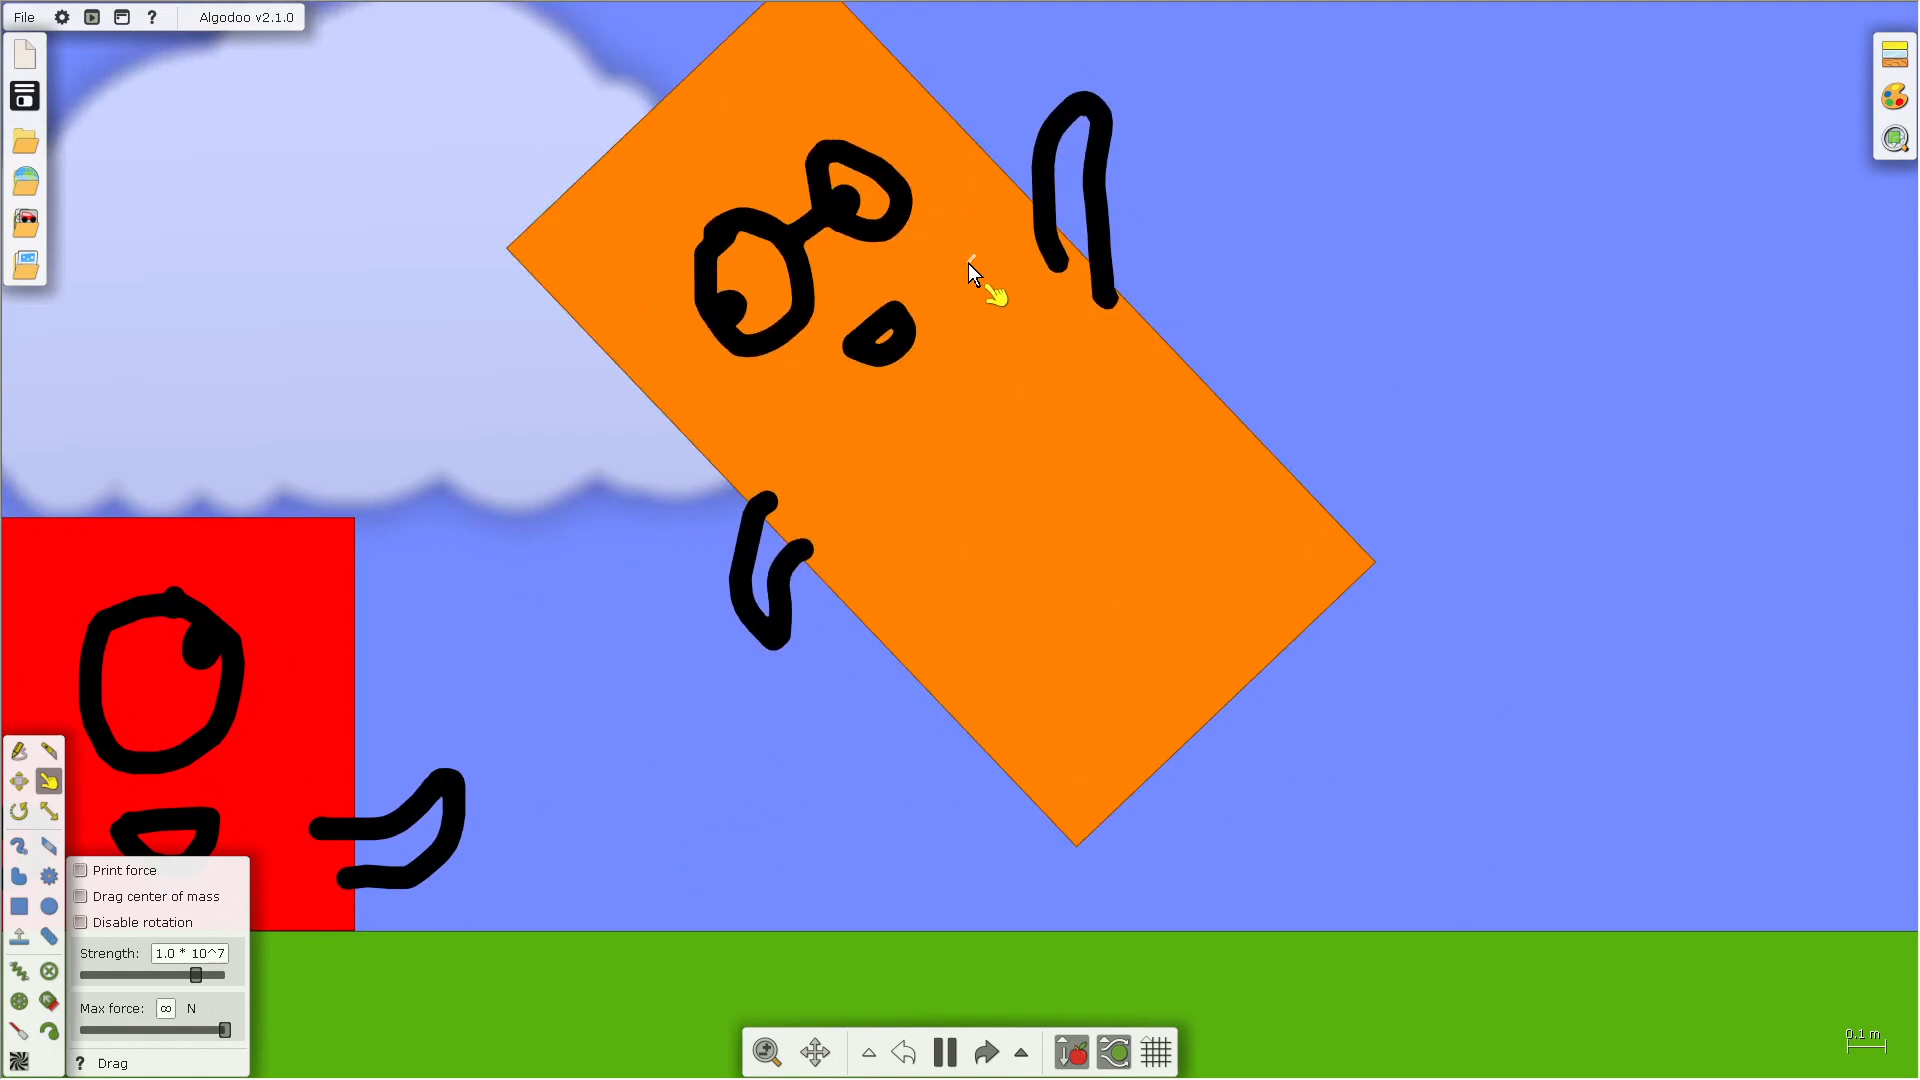 File ? Algodoo v2.1.0
Print force
Drag center of mass
Disable rotation
Strength: 1.0 * 10^7
Max force: ∞ N
? Drag
0.1 m